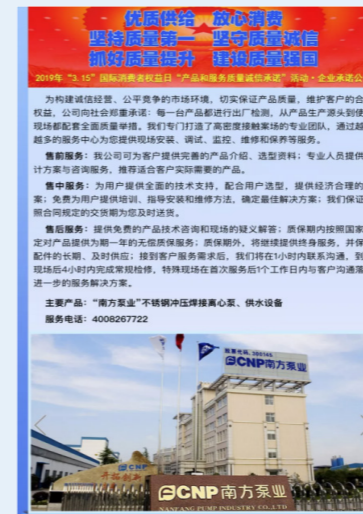 优质供给 放心消费
坚持质量第一 坚守质量诚信
抓好质量提升 建设质量强国
2019年“3.15”国际消费者权益日“产品和服务质量诚信承诺”活动·企业承诺公
为构建诚信经营、公平竞争的市场环境,切实保证产品质量,维护客户的合
权益,公司向社会郑重承诺:每一台产品都进行出厂检测,从产品生产源头到使
现场都配套全面质量举措。我们专门打造了高密度接触案场的专业团队,通过越
越多的服务中心为您提供现场安装、调试、监控、维修和保养等服务。
售前服务:我公司可为客户提供完善的产品介绍、选型资料;专业人员提供
计方案与咨询服务,推荐适合客户实际需要的产品。
售中服务:为用户提供全面的技术支持,配合用户选型,提供经济合理的
案;免费为用户提供培训、指导安装和维修方法,确定最佳解决方案;我们保证
照合同规定的交货期为您及时送货。
售后服务:提供免费的产品技术咨询和现场的疑义解答;质保期内按照国家
定对产品提供为期一年的无偿质保服务;质保期外,将继续提供终身服务,并保
配件的长期、及时供应;接到客户服务需求后,我们将在1小时内联系沟通,到
现场后4小时内完成常规检修,特殊现场在首次服务后1个工作日内与客户沟通落
进一步的服务解决方案。
主要产品:“南方泵业”不锈钢冲压焊接离心泵、供水设备
服务电话:4008267722
股票代码:300145
CNP南方泵业
CNP
CNP南方泵业
NANFANG PUMP INDUSTRY CO.,LTD